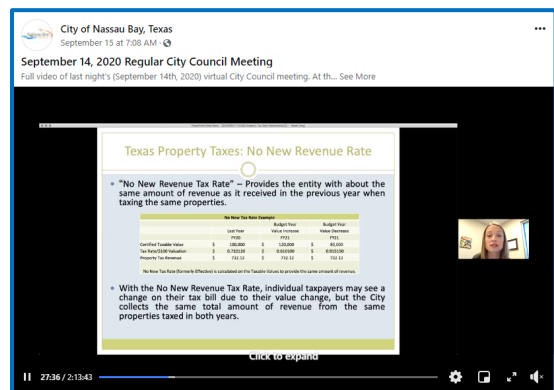 City of Nassau Bay, Texas
September 15 at 7:08 AM ·
September 14, 2020 Regular City Council Meeting
Full video of last night's (September 14th, 2020) virtual City Council meeting. At th... See More
Texas Property Taxes: No New Revenue Rate
• "No New Revenue Tax Rate" – Provides the entity with about the
same amount of revenue as it received in the previous year when
taxing the same properties.
No New Tax Rate Example
Budget Year Budget Year
Last Year Value Increase Value Decrease
FY20 FY21 FY21
Certified Taxable Value $ 100,000 $ 120,000 $ 80,000
Tax Rate/$100 Valuation $ 0.732120 $ $
Property Tax Revenue $ 732.12 $ 732.12 $ 732.12
No New Tax Rate (formerly Effective) is calculated on the Taxable Values to provide the same amount of revenue.
• With the No New Revenue Tax Rate, individual taxpayers may see a
change on their tax bill due to their value change, but the City
collects the same total amount of revenue from the same
properties taxed in both years.
Click to expand
27:36 / 2:13:43